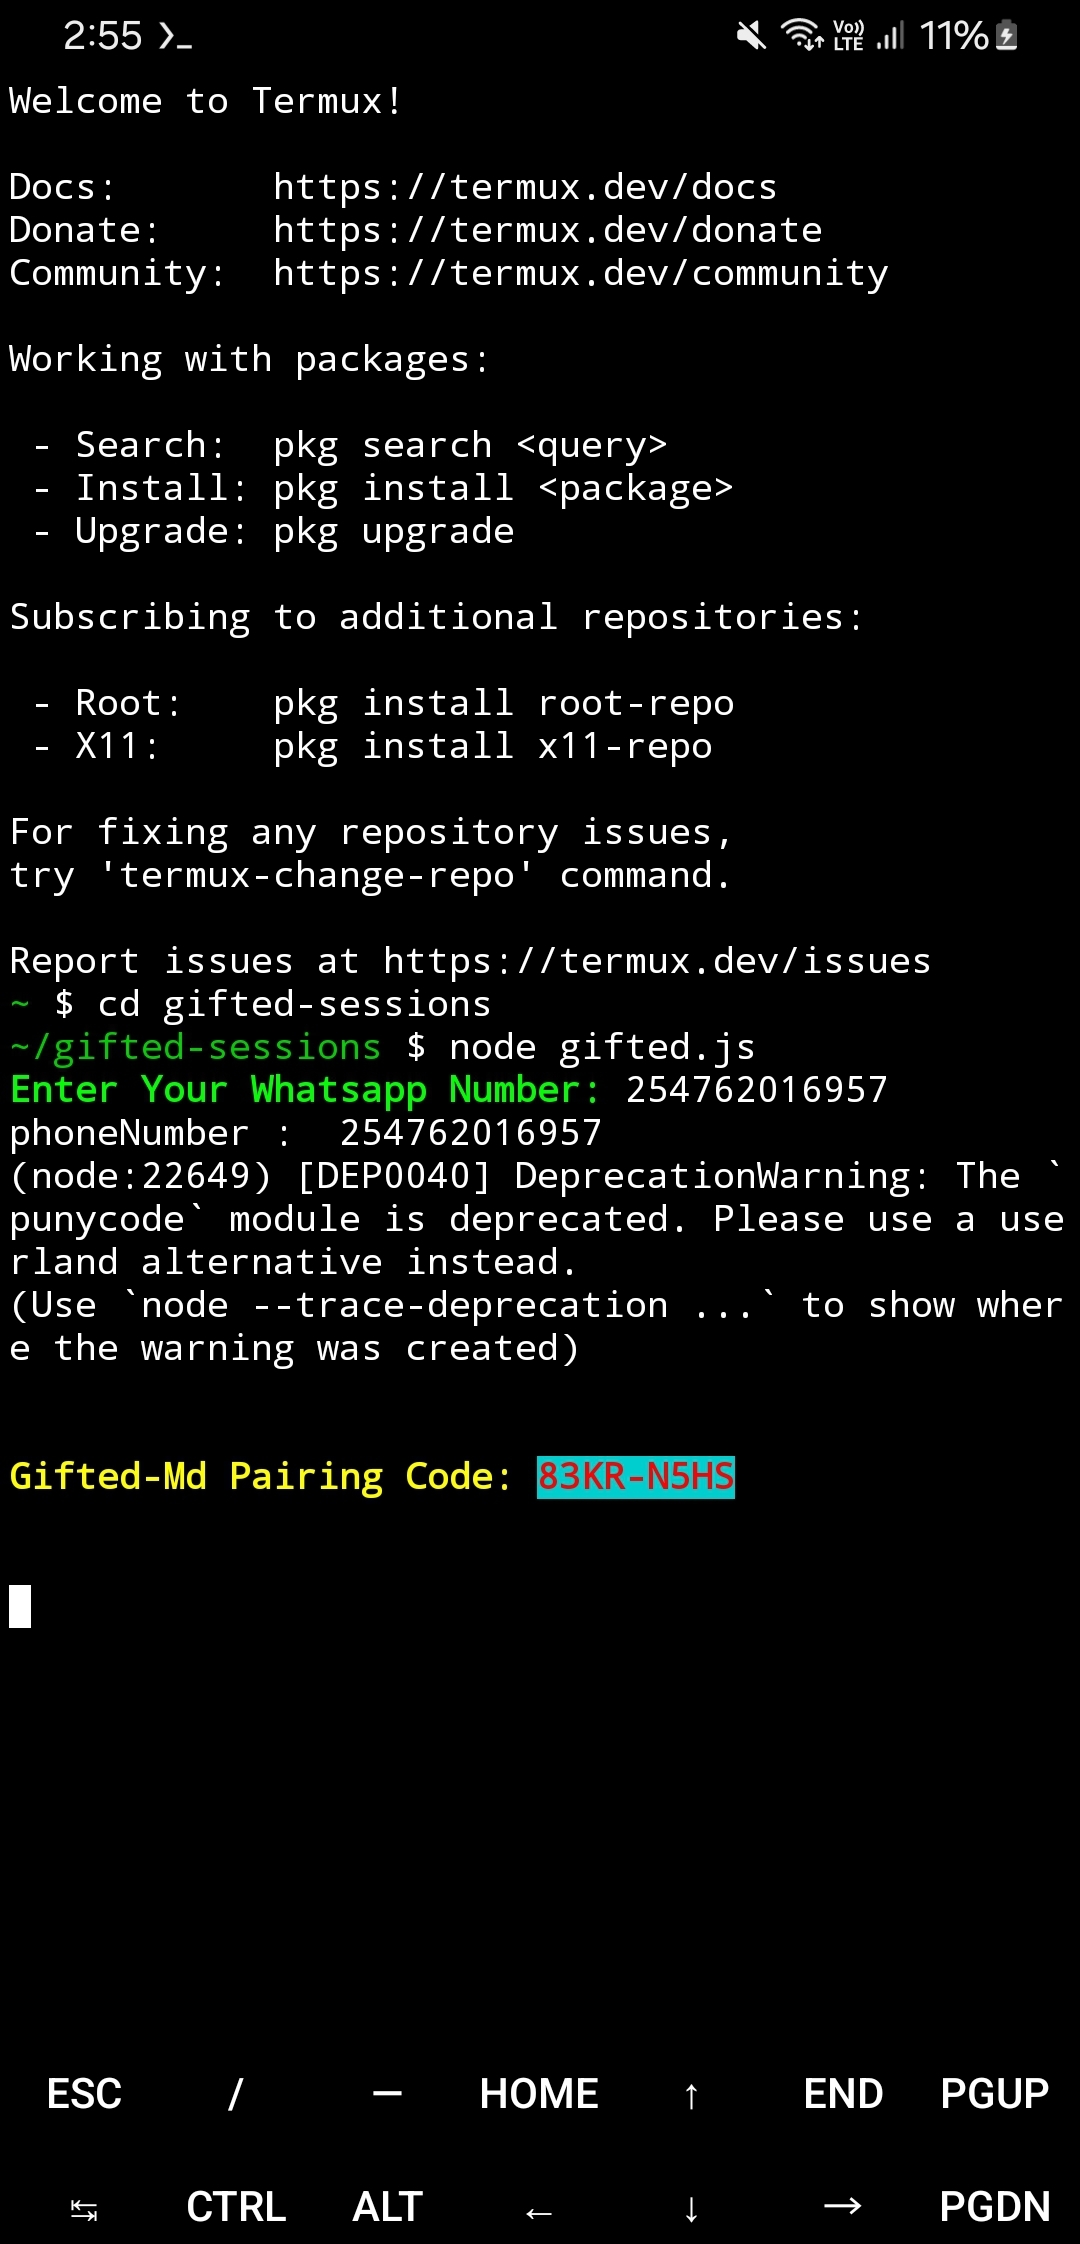 2:55 Vo)) LTE 11%
Welcome to Termux!
Docs: https://termux.dev/docs
Donate: https://termux.dev/donate
Community: https://termux.dev/community
Working with packages:
- Search: pkg search <query>
- Install: pkg install <package>
- Upgrade: pkg upgrade
Subscribing to additional repositories:
- Root: pkg install root-repo
- X11: pkg install x11-repo
For fixing any repository issues,
try 'termux-change-repo' command.
Report issues at https://termux.dev/issues
~ $ cd gifted-sessions
~/gifted-sessions $ node gifted.js
Enter Your Whatsapp Number: 254762016957
phoneNumber :  254762016957
(node:22649) [DEP0040] DeprecationWarning: The `
punycode` module is deprecated. Please use a use
rland alternative instead.
(Use `node --trace-deprecation ...` to show wher
e the warning was created)
Gifted-Md Pairing Code: 83KR-N5HS
ESC / — HOME ↑ END PGUP
↹ CTRL ALT ← ↓ → PGDN